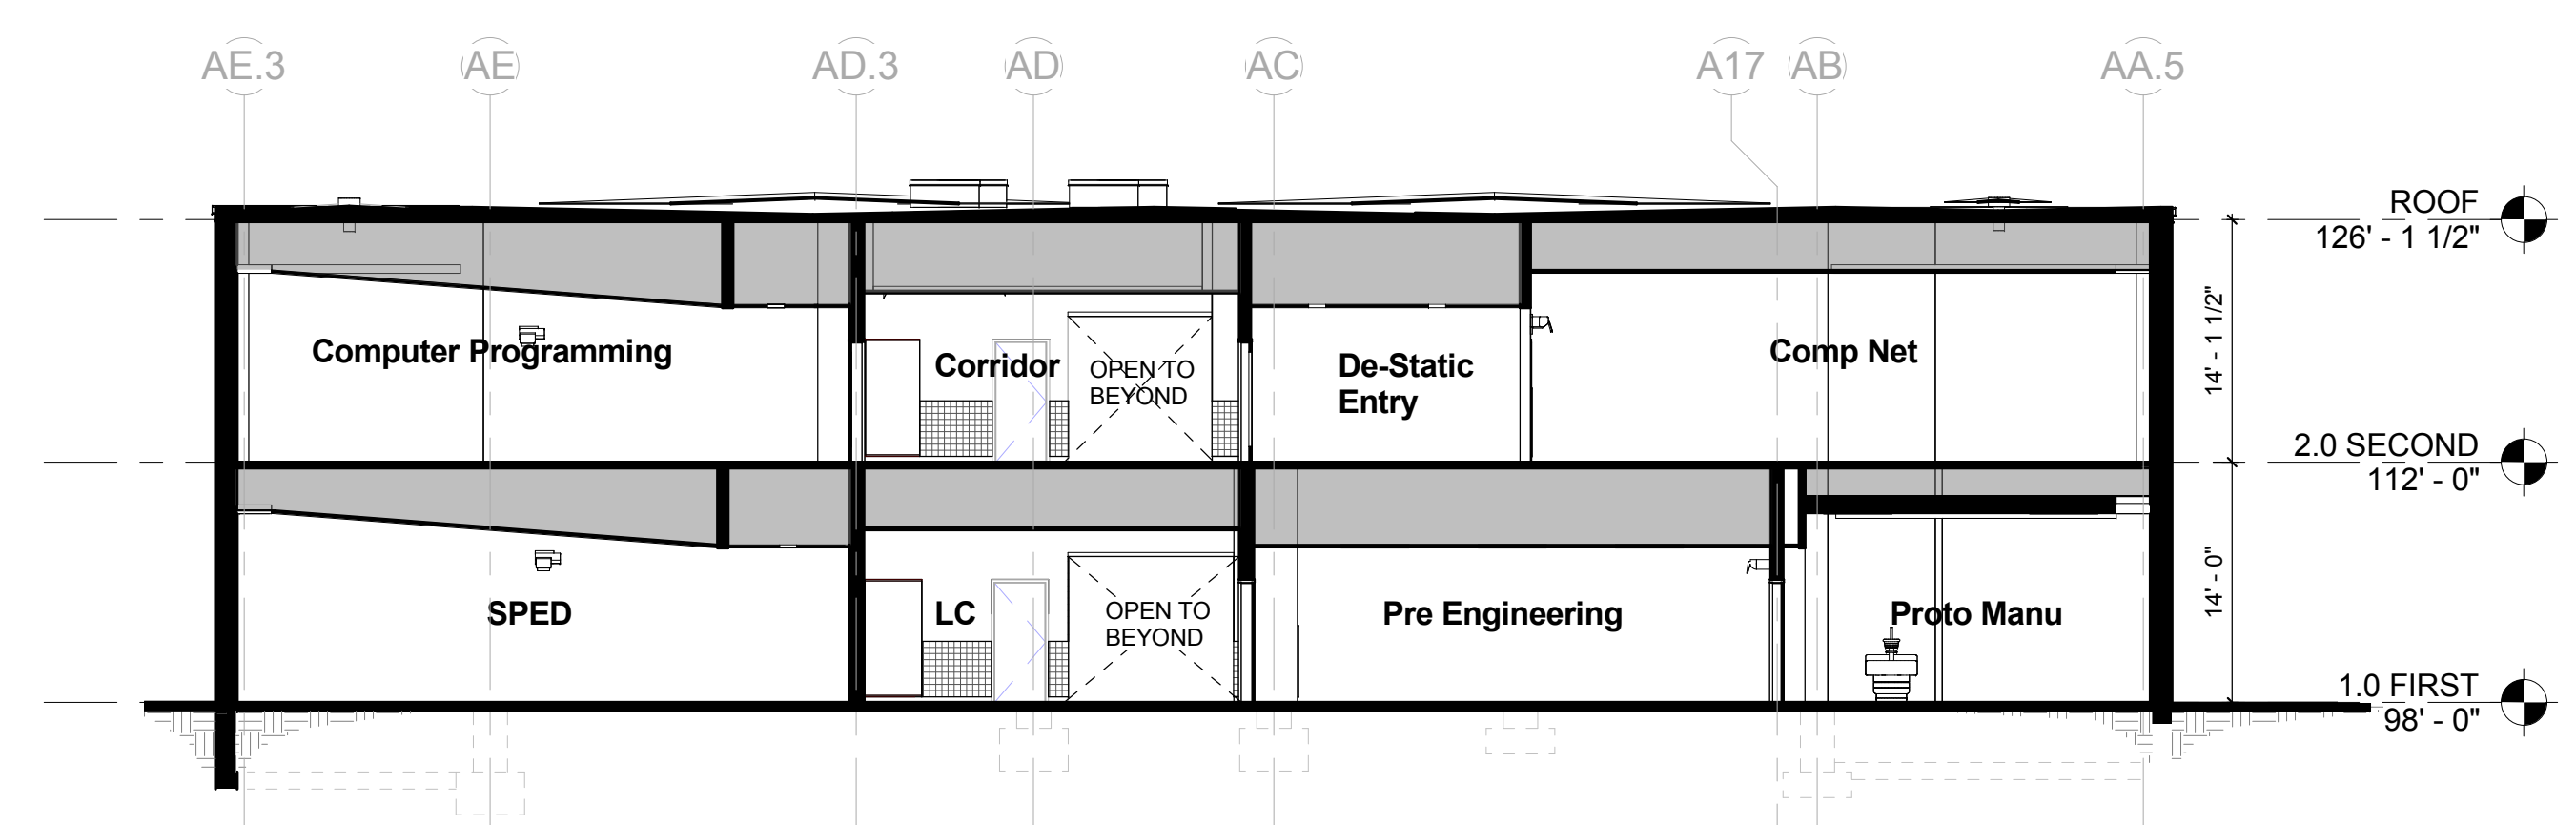 AE.3
AE
AD.3
AD
AC
A17
AB
AA.5
ROOF
126' - 1 1/2"
14' - 1 1/2"
Computer Programming
Corridor
OPEN TO
BEYOND
De-Static
Entry
Comp Net
2.0 SECOND
112' - 0"
14' - 0"
SPED
LC
OPEN TO
BEYOND
Pre Engineering
Proto Manu
1.0 FIRST
98' - 0"